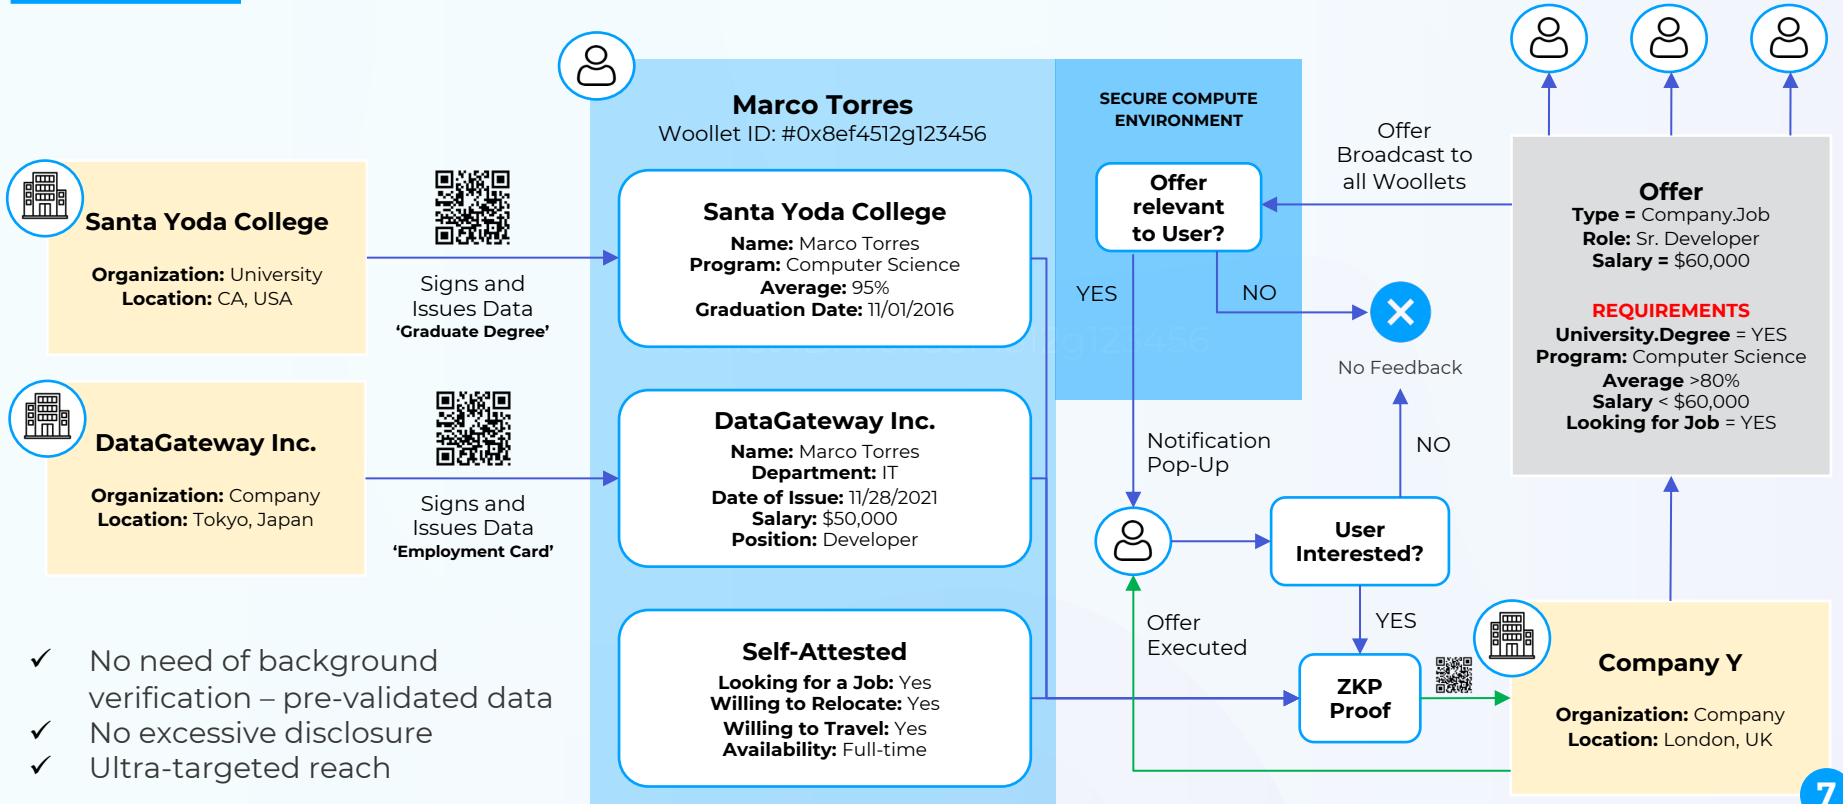 Santa Yoda College
Organization: University
Location: CA, USA
Signs and
Issues Data
‘Graduate Degree’
DataGateway Inc.
Organization: Company
Location: Tokyo, Japan
Signs and
Issues Data
‘Employment Card’
✓ No need of background
verification – pre-validated data
✓ No excessive disclosure
✓ Ultra-targeted reach
Marco Torres
Woollet ID: #0x8ef4512g123456
Santa Yoda College
Name: Marco Torres
Program: Computer Science
Average: 95%
Graduation Date: 11/01/2016
DataGateway Inc.
Name: Marco Torres
Department: IT
Date of Issue: 11/28/2021
Salary: $50,000
Position: Developer
Self-Attested
Looking for a Job: Yes
Willing to Relocate: Yes
Willing to Travel: Yes
Availability: Full-time
SECURE COMPUTE
ENVIRONMENT
Offer
relevant
to User?
YES
NO
No Feedback
Notification
Pop-Up
NO
User
Interested?
YES
Offer
Executed
ZKP
Proof
Offer
Broadcast to
all Woollets
Offer
Type = Company.Job
Role: Sr. Developer
Salary = $60,000
REQUIREMENTS
University.Degree = YES
Program: Computer Science
Average >80%
Salary < $60,000
Looking for Job = YES
Company Y
Organization: Company
Location: London, UK
7